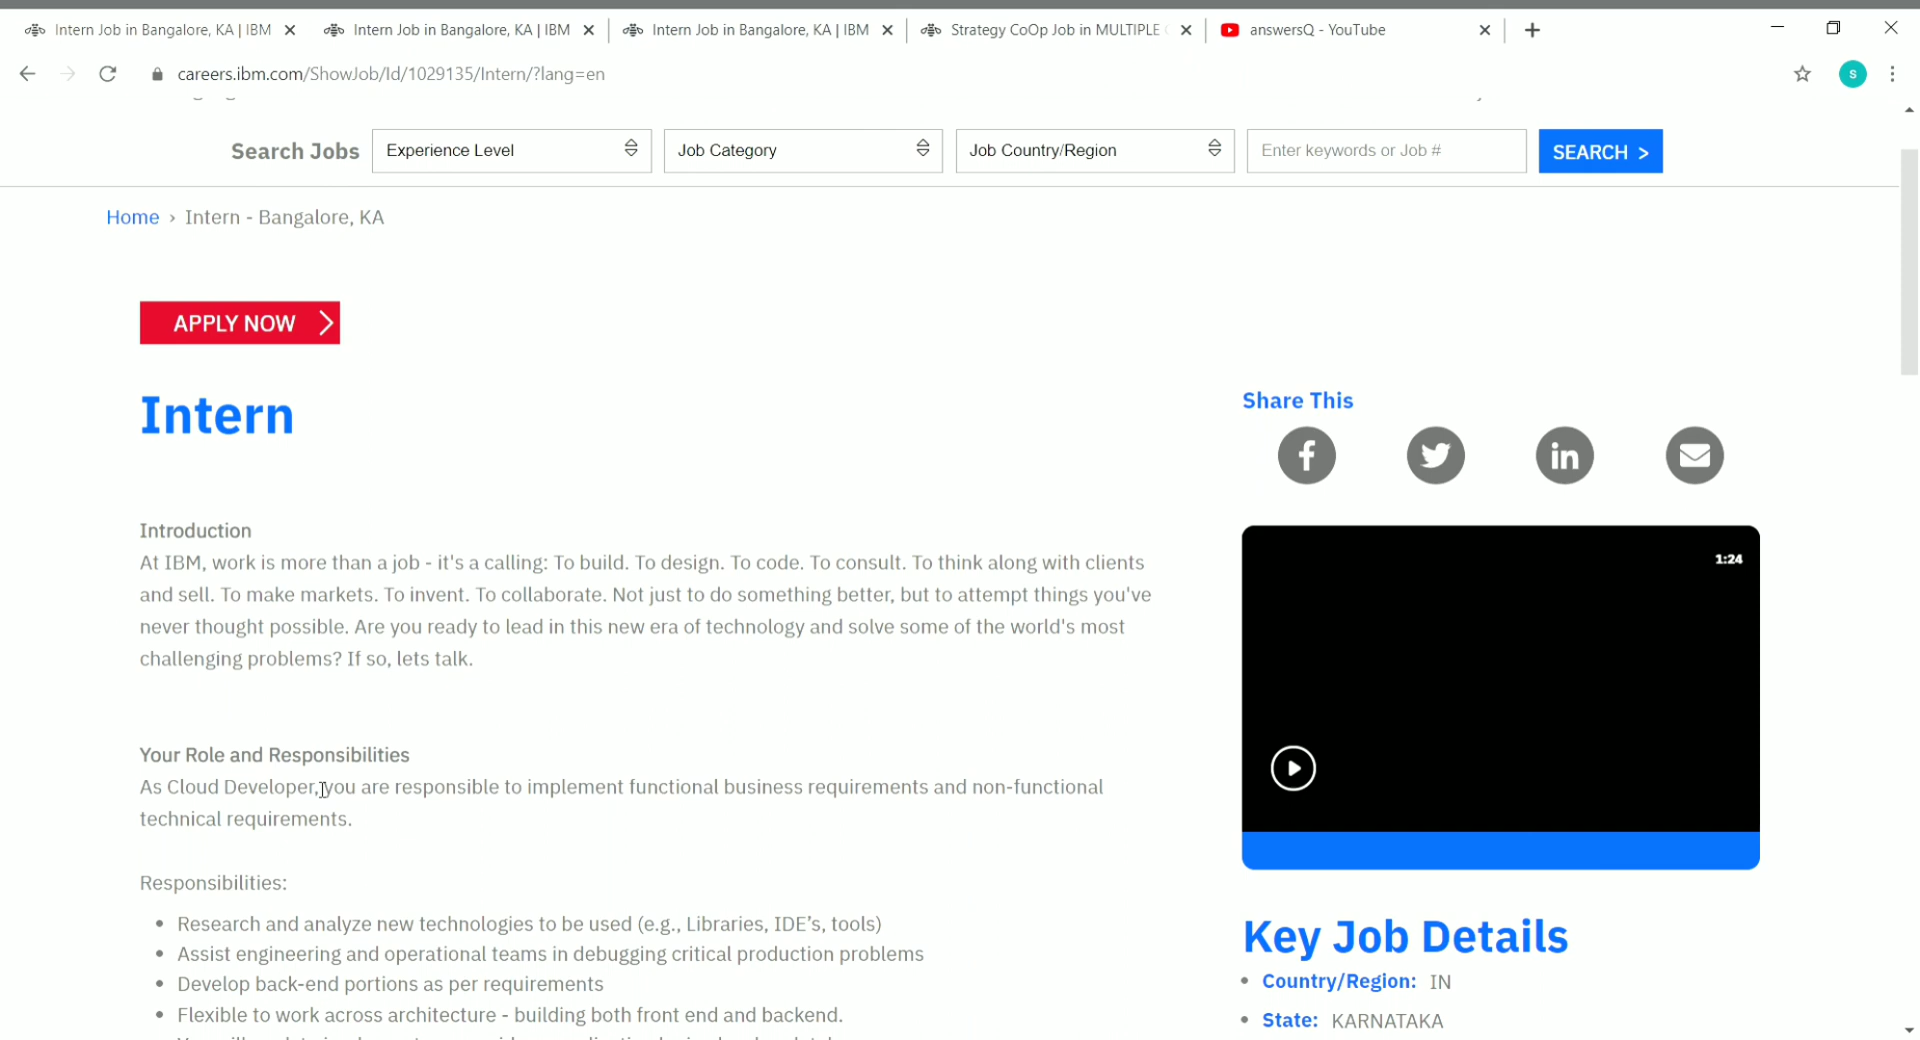 Intern Job in Bangalore, KA | IBM
Intern Job in Bangalore, KA | IBM
Intern Job in Bangalore, KA | IBM
Strategy CoOp Job in MULTIPLE
answersQ - YouTube
careers.ibm.com/ShowJob/Id/1029135/Intern/?lang=en
S
Search Jobs
Experience Level
Job Category
Job Country/Region
Enter keywords or Job #
SEARCH >
Home › Intern - Bangalore, KA
APPLY NOW
Intern
Share This
Introduction
At IBM, work is more than a job - it's a calling: To build. To design. To code. To consult. To think along with clients
and sell. To make markets. To invent. To collaborate. Not just to do something better, but to attempt things you've
never thought possible. Are you ready to lead in this new era of technology and solve some of the world's most
challenging problems? If so, lets talk.
1:24
Your Role and Responsibilities
As Cloud Developer, you are responsible to implement functional business requirements and non-functional
technical requirements.
Responsibilities:
• Research and analyze new technologies to be used (e.g., Libraries, IDE’s, tools)
• Assist engineering and operational teams in debugging critical production problems
• Develop back-end portions as per requirements
• Flexible to work across architecture - building both front end and backend.
Key Job Details
• Country/Region: IN
• State: KARNATAKA